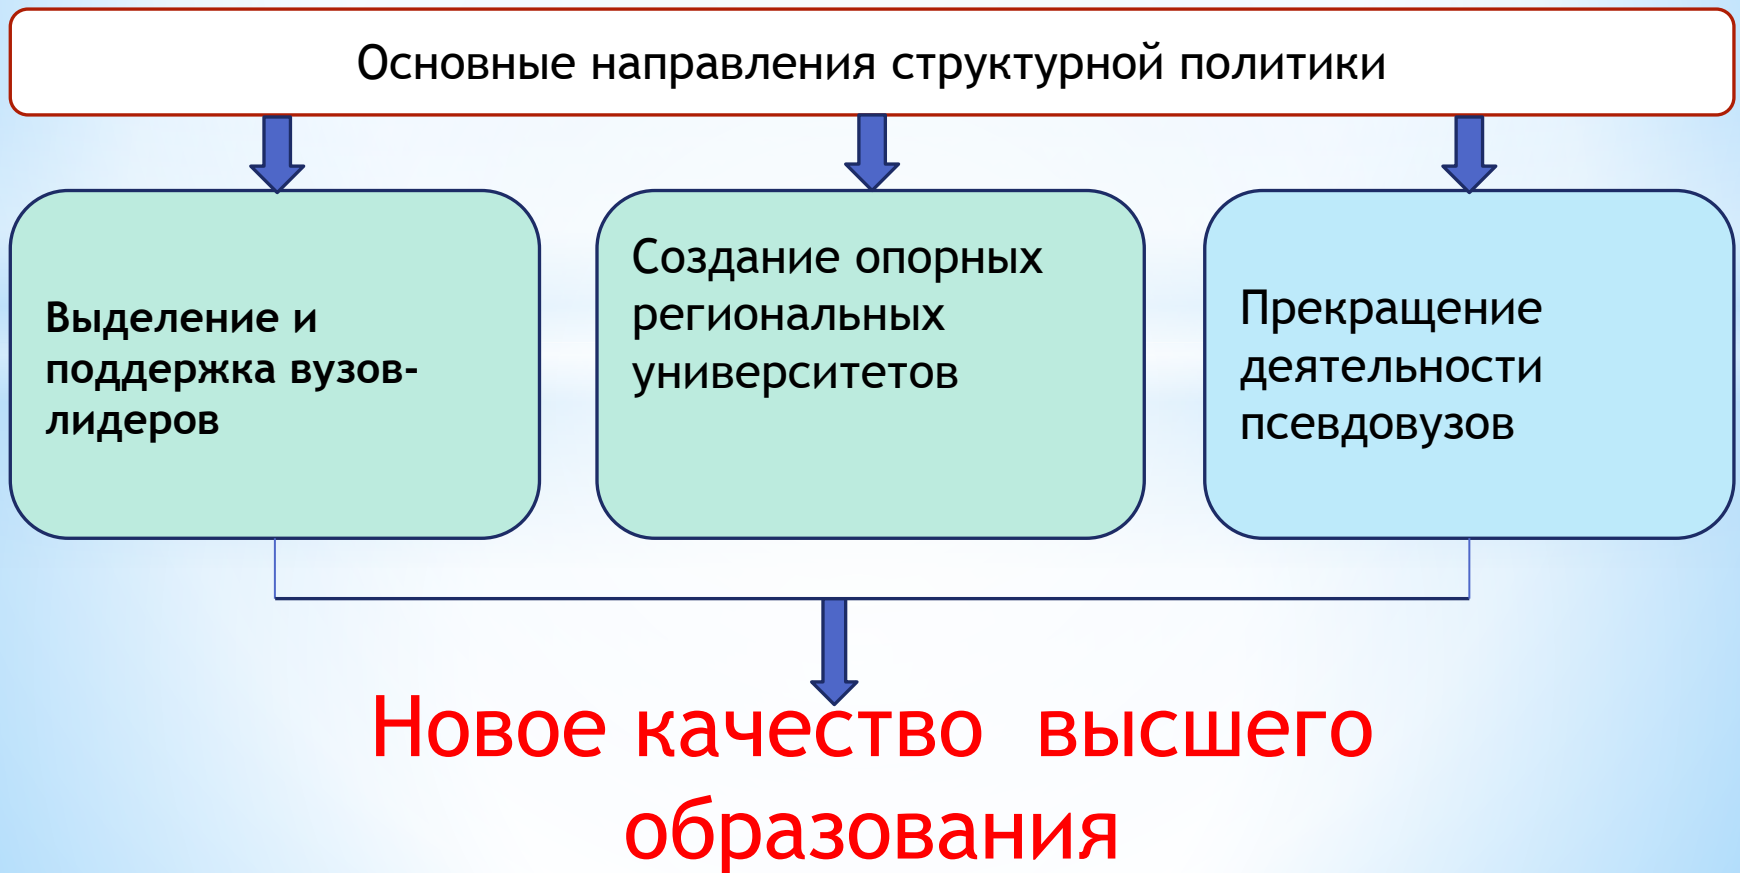 Основные направления структурной политики
Выделение и
поддержка вузов-
лидеров
Создание опорных
региональных
университетов
Прекращение
деятельности
псевдовузов
Новое качество  высшего
образования